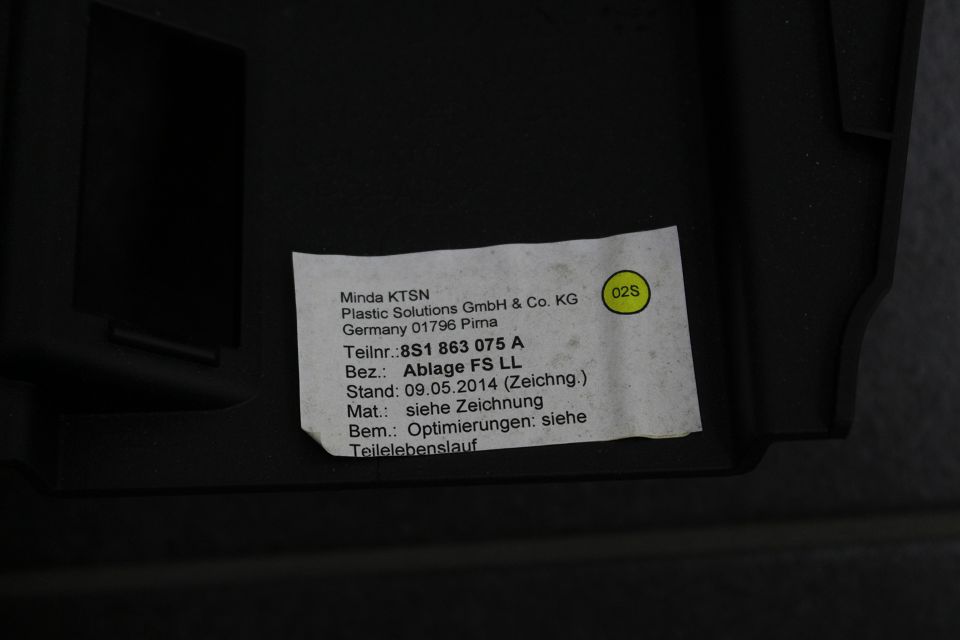 Minda KTSN
Plastic Solutions GmbH & Co. KG
Germany 01796 Pirna
02S
Teilnr.:8S1 863 075 A
Bez.: Ablage FS LL
Stand: 09.05.2014 (Zeichng.)
Mat.: siehe Zeichnung
Bem.: Optimierungen: siehe
Teilelebenslauf